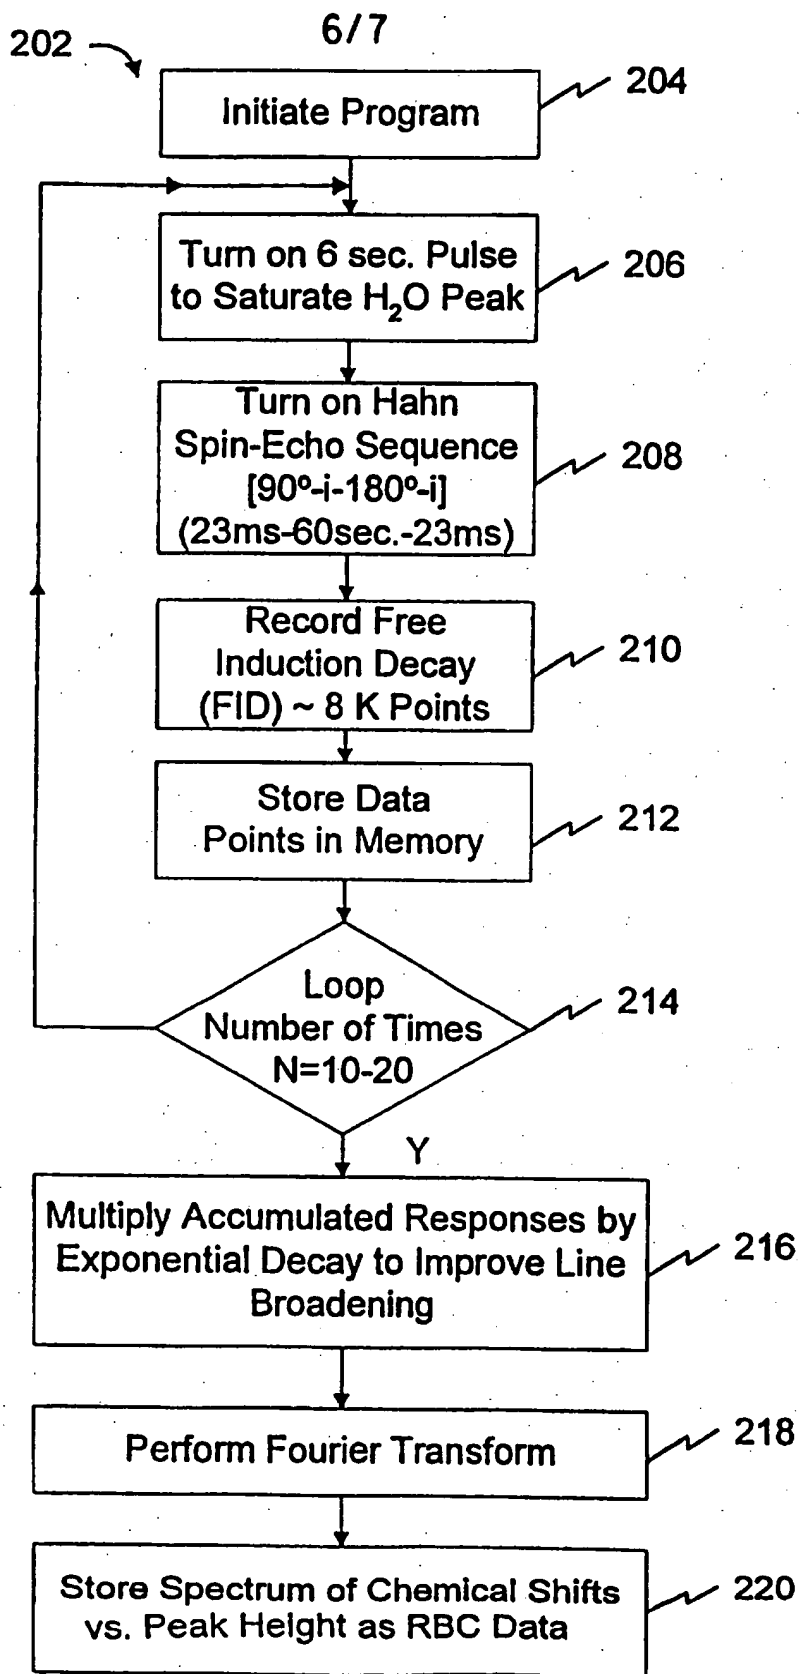 6/7
202
204
Initiate Program
206
Turn on 6 sec. Pulse
to Saturate H₂O Peak
208
Turn on Hahn
Spin-Echo Sequence
[90º-i-180º-i]
(23ms-60sec.-23ms)
210
Record Free
Induction Decay
(FID) ~ 8 K Points
212
Store Data
Points in Memory
214
Loop
Number of Times
N=10-20
Y
216
Multiply Accumulated Responses by
Exponential Decay to Improve Line
Broadening
218
Perform Fourier Transform
220
Store Spectrum of Chemical Shifts
vs. Peak Height as RBC Data